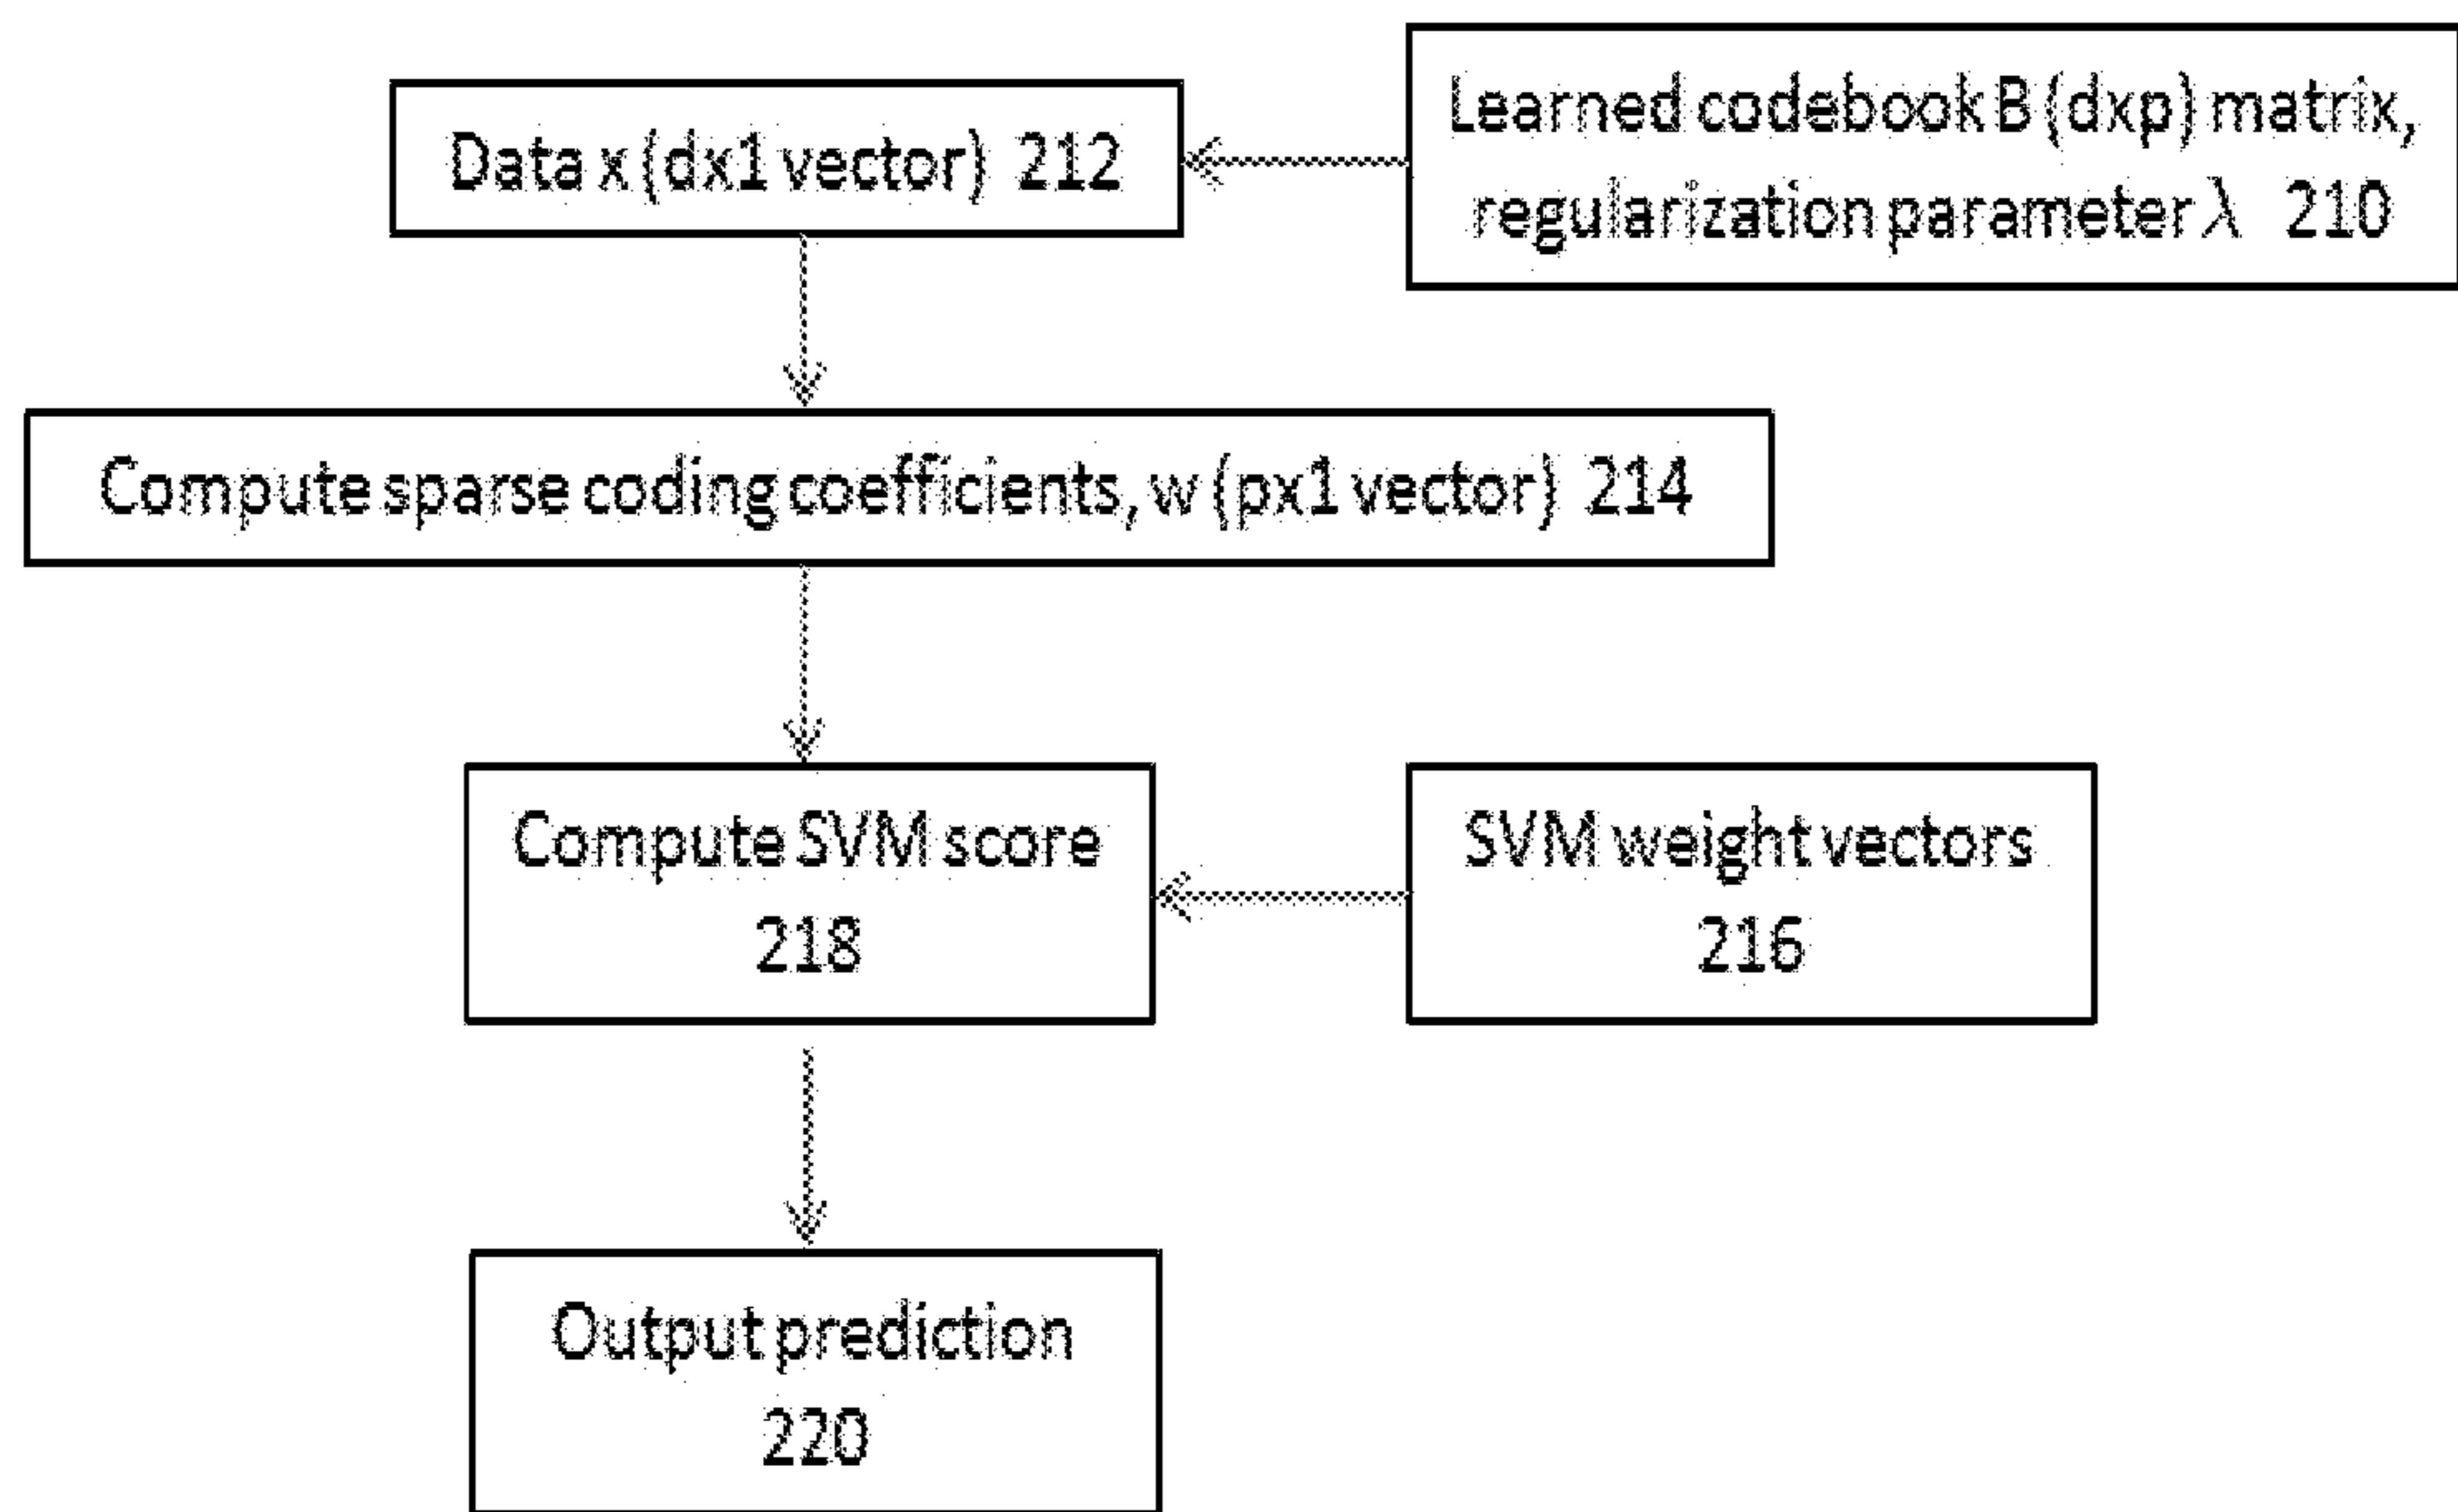 Data x (dx1 vector) 212
Learned codebook B (dxp) matrix,
regularization parameter λ 210
Compute sparse coding coefficients, w (px1 vector) 214
Compute SVM score
218
SVM weight vectors
216
Output prediction
220